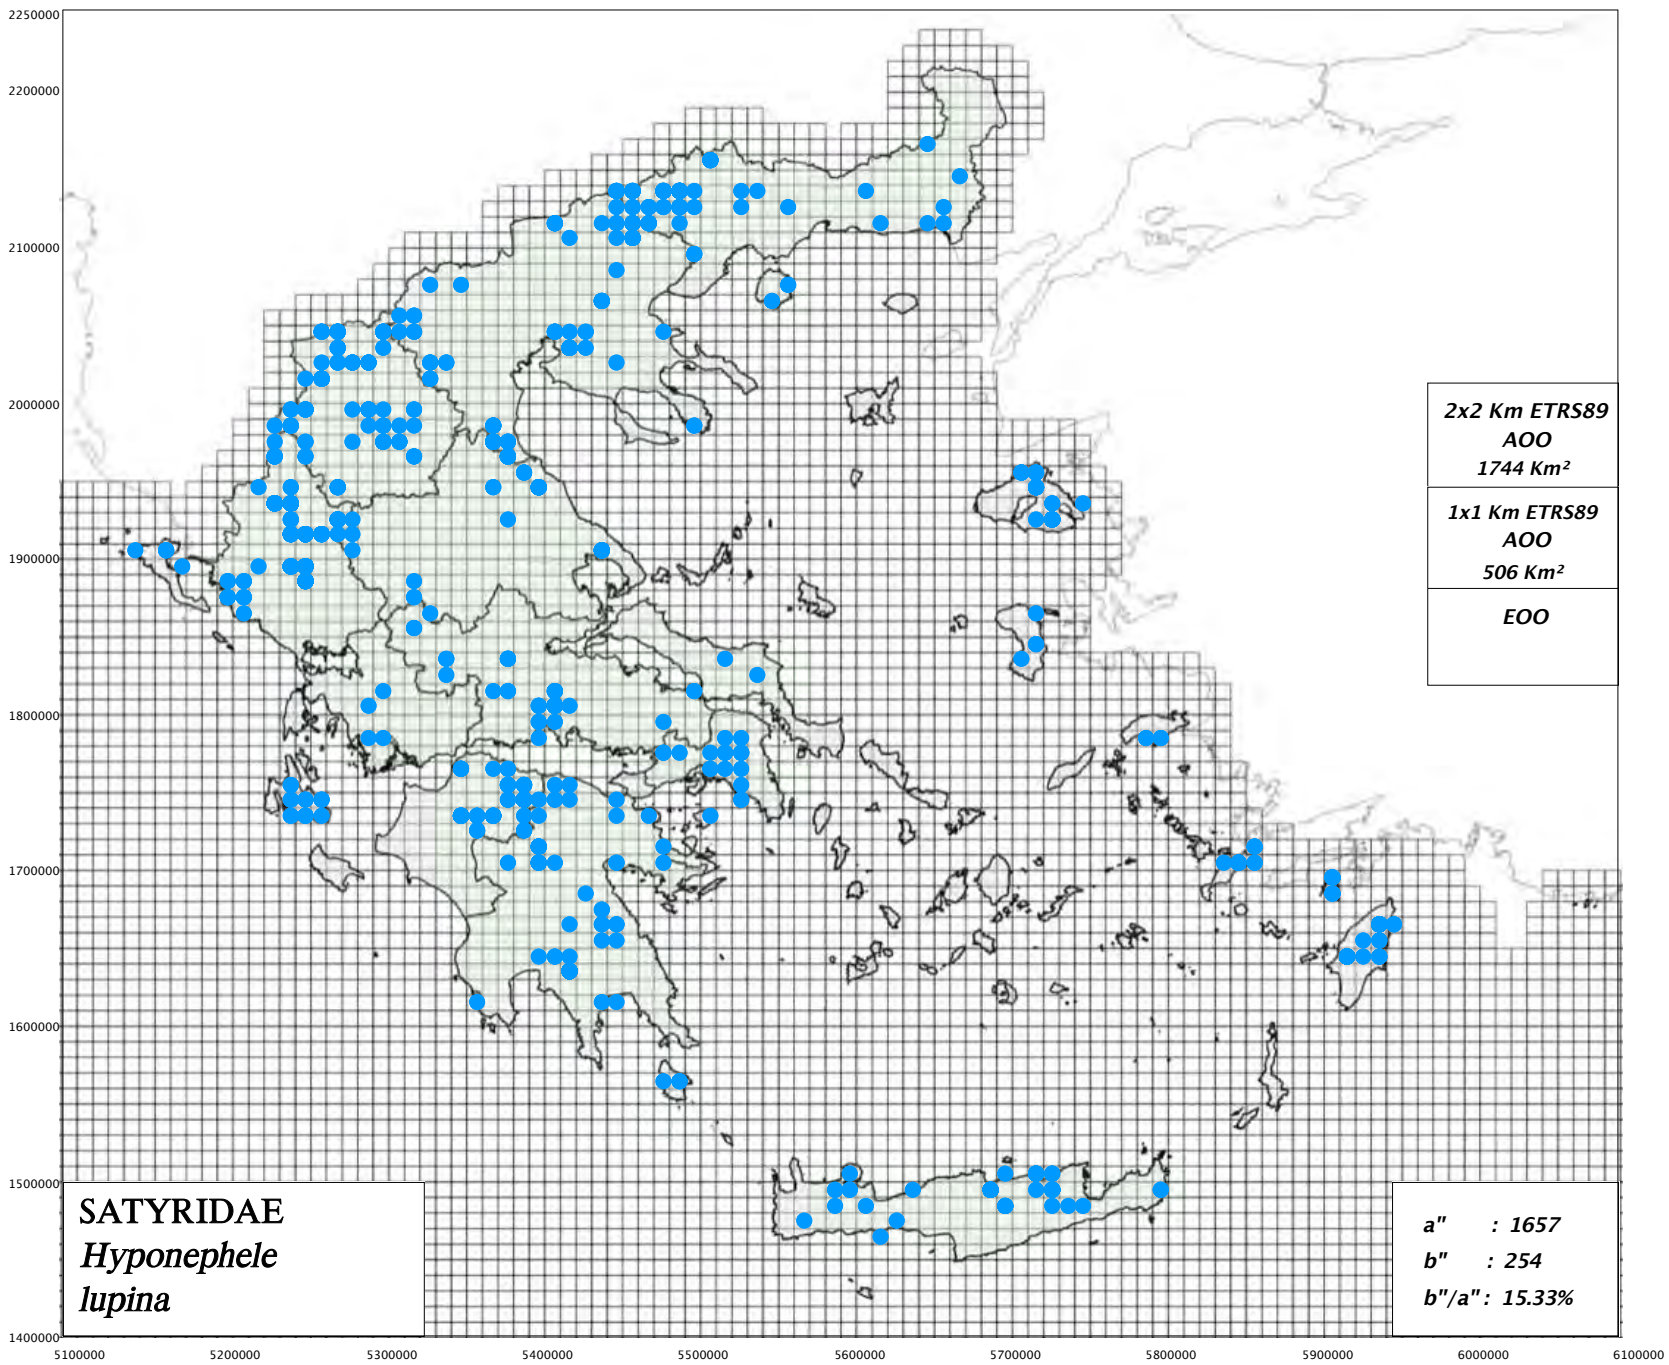 2250000
2200000
2100000
2000000
1900000
1800000
1700000
1600000
1500000
1400000
5100000 5200000 5300000 5400000 5500000 5600000 5700000 5800000 5900000 6000000 6100000
2x2 Km ETRS89
AOO
1744 Km²
1x1 Km ETRS89
AOO
506 Km²
EOO
SATYRIDAE
Hyponephele
lupina
a" : 1657
b" : 254
b"/a" : 15.33%